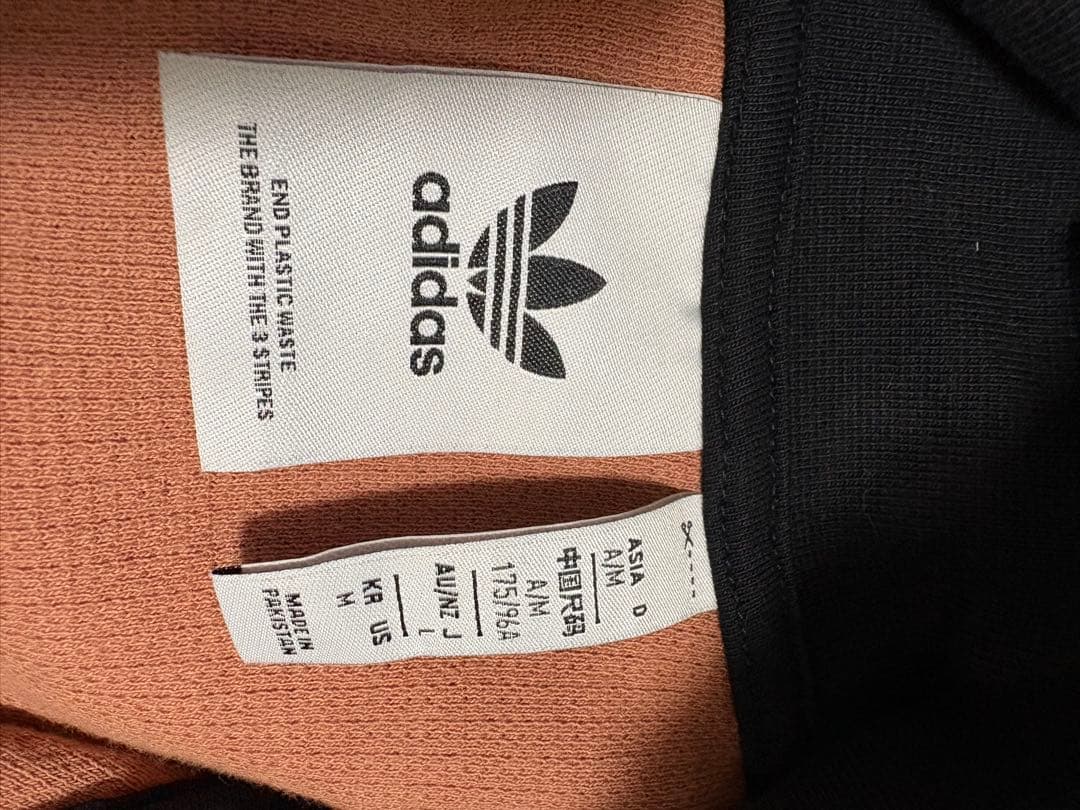 adidas
END PLASTIC WASTE
THE BRAND WITH THE 3 STRIPES
ASIA D
A/M
中国尺码
A/M
175/96A
AU/NZ J
L
KR US
M
MADE IN
PAKISTAN